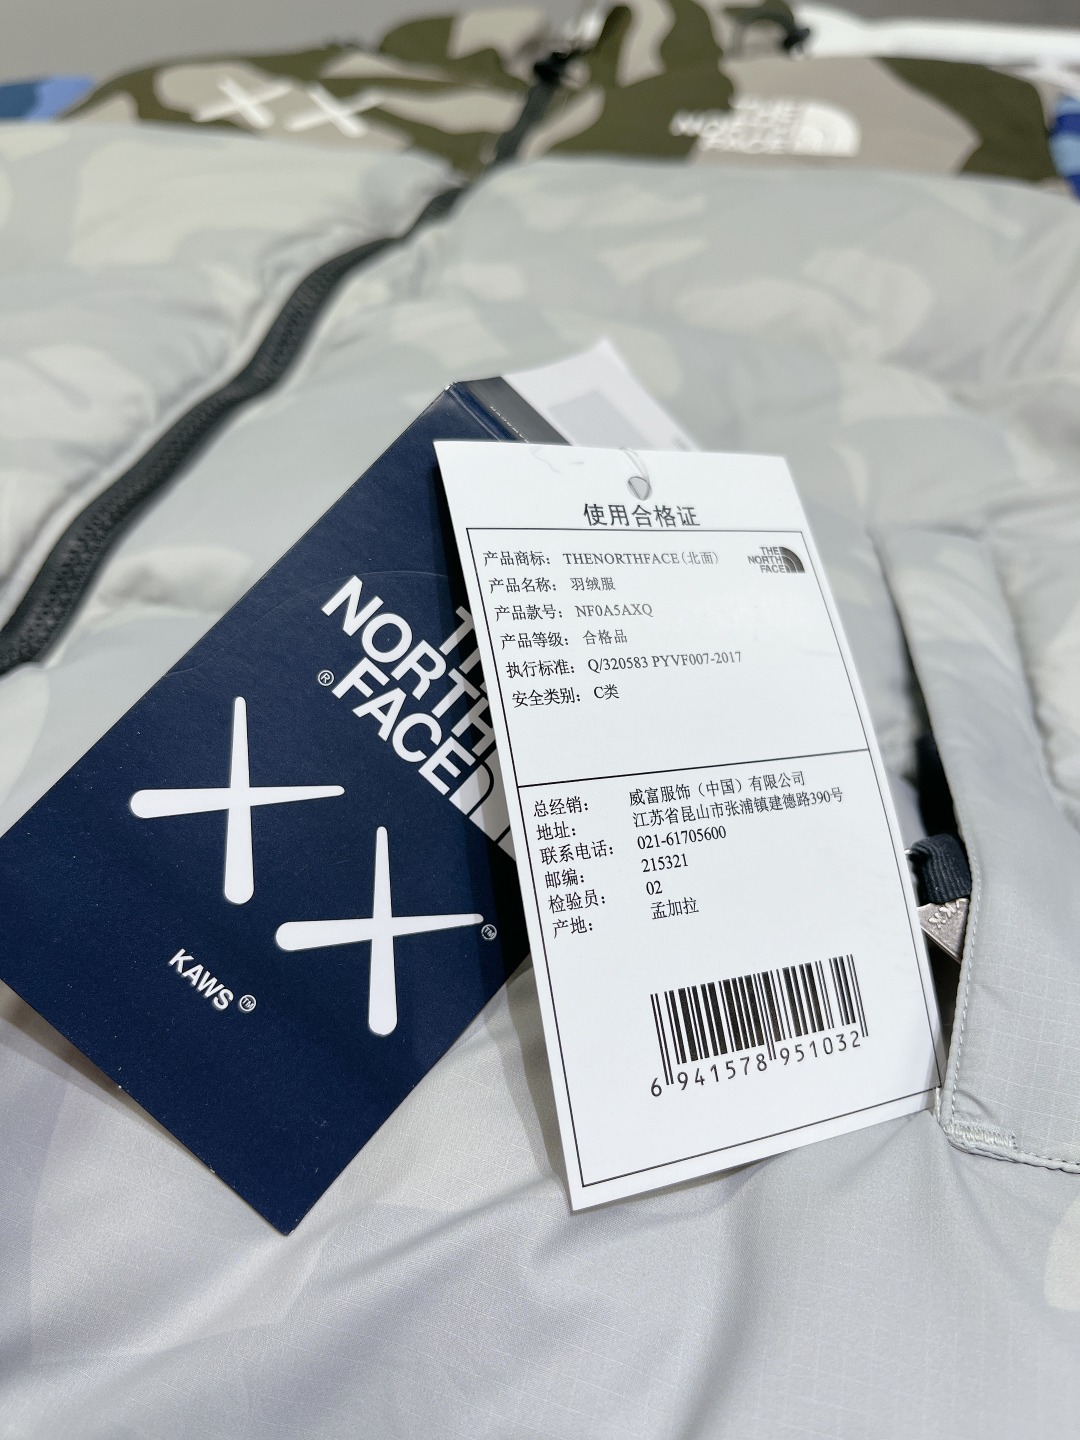 XX
THE
NORTH
FACE
使用合格证
产品商标： THENORTHFACE（北面）
THE
NORTH
FACE
产品名称： 羽绒服
产品款号： NF0A5AXQ
产品等级： 合格品
执行标准： Q/320583 PYVF007-2017
安全类别： C类
总经销： 威富服饰（中国）有限公司
地址： 江苏省昆山市张浦镇建德路390号
联系电话： 021-61705600
邮编： 215321
检验员： 02
产地： 孟加拉
6 941578 951032
NORTH
FACE
®
XX
™
KAWS™